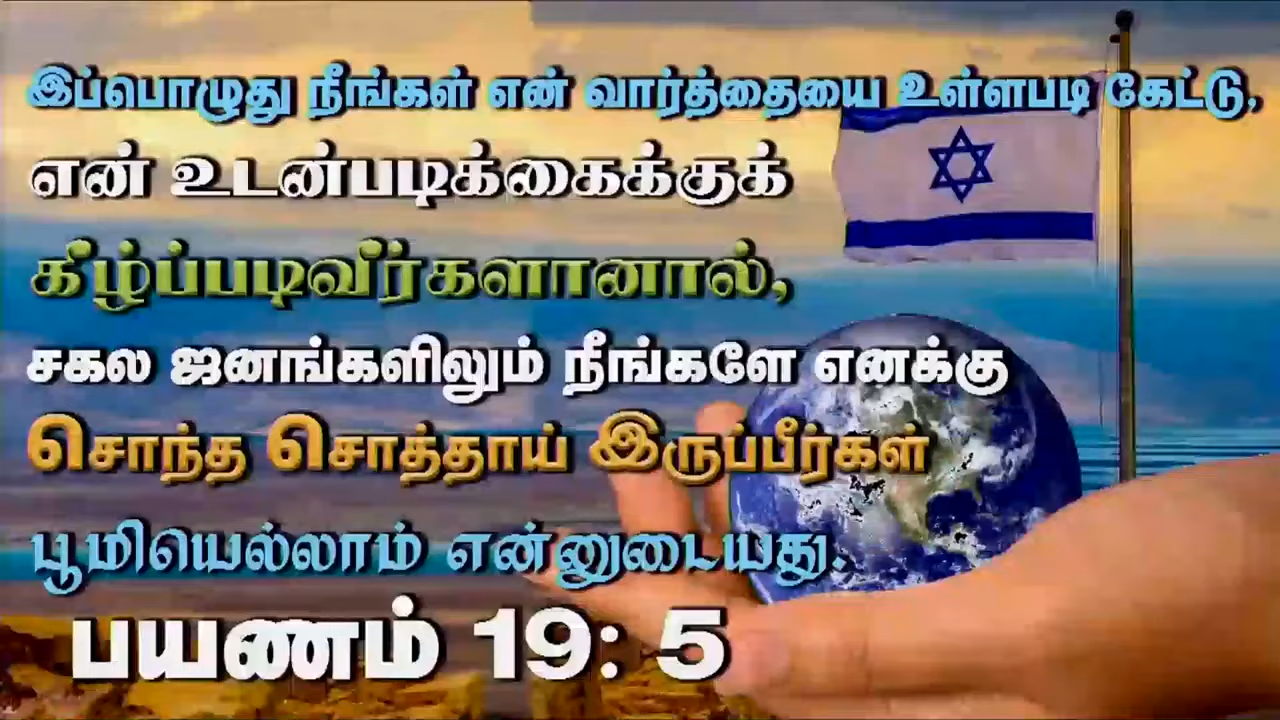 இப்பொழுது நீங்கள் என் வார்த்தையை உள்ளபடி கேட்டு,
என் உடன்படிக்கைக்குக்
கீழ்ப்படிவீர்களானால்,
சகல ஜனங்களிலும் நீங்களே எனக்கு
சொந்த சொத்தாய் இருப்பீர்கள்
பூமியெல்லாம் என்னுடையது.
பயணம் 19: 5